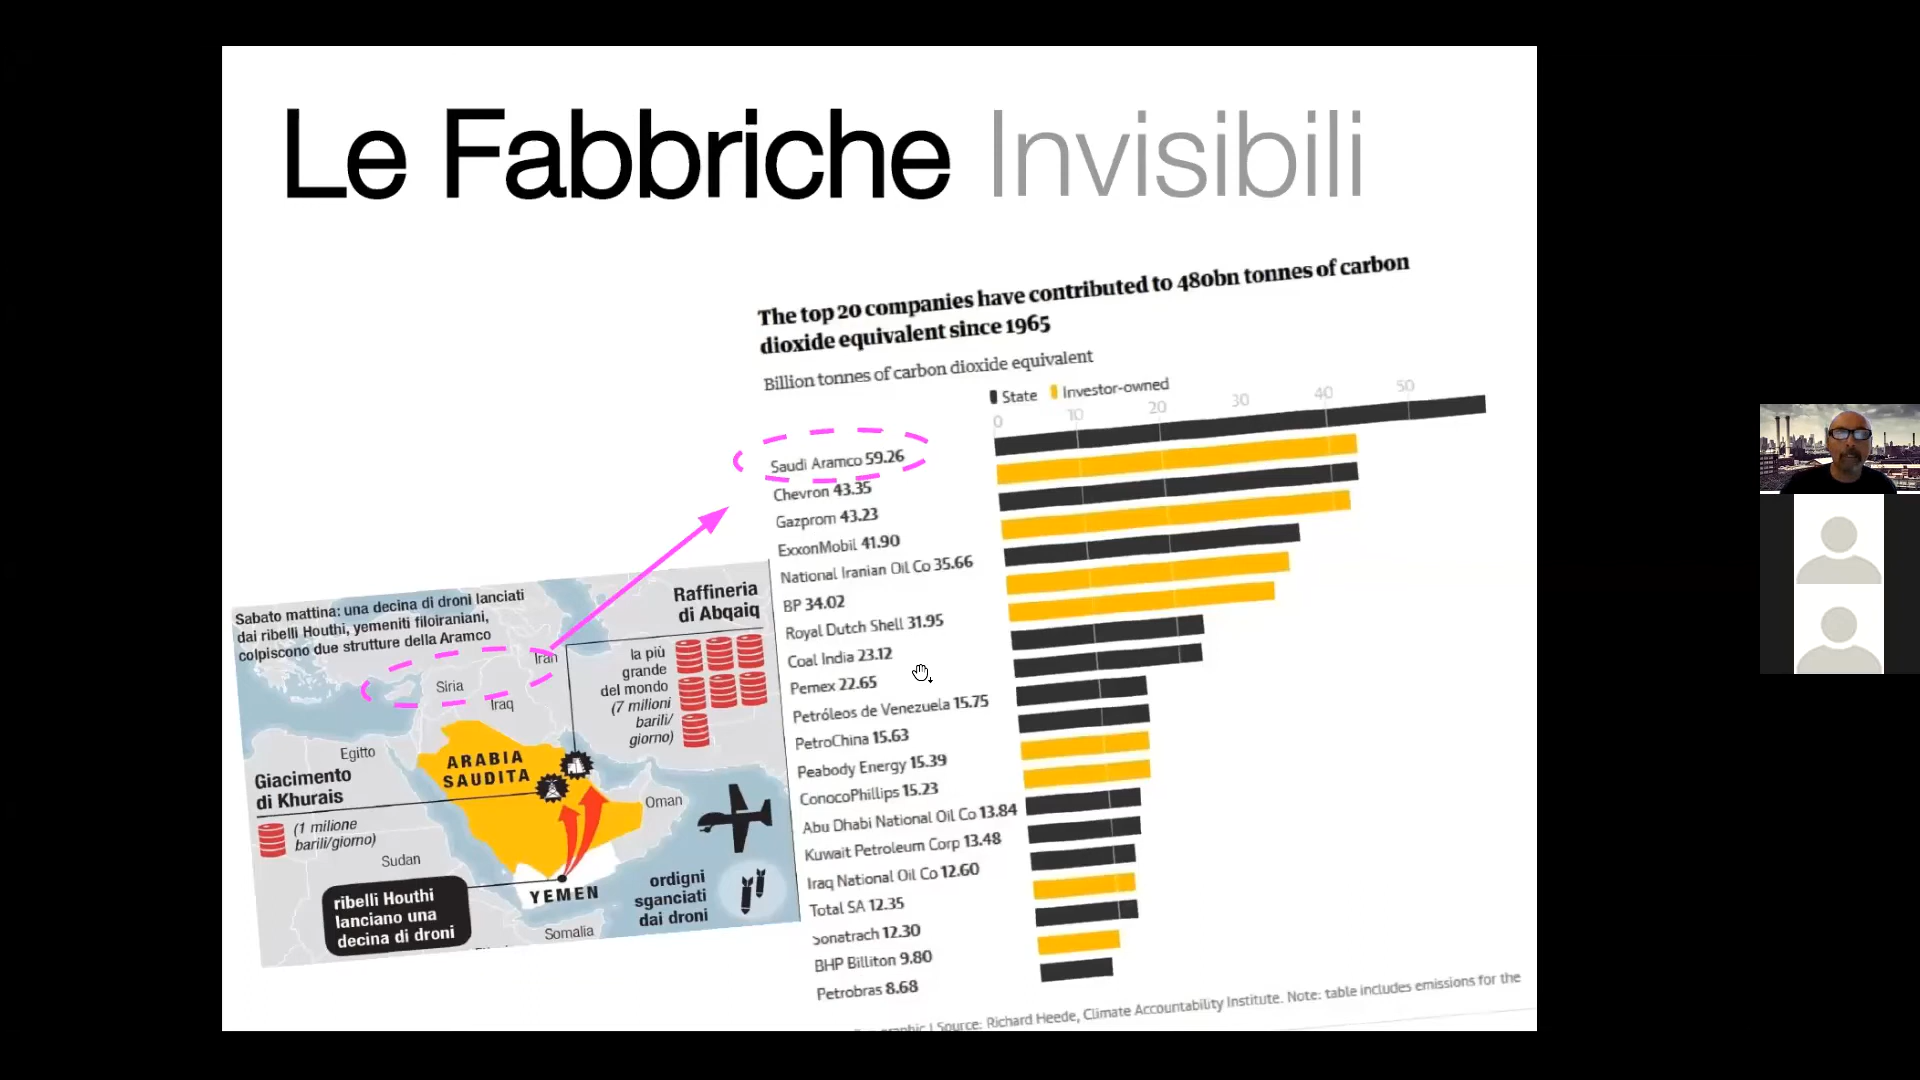 Le Fabbriche Invisibili
The top 20 companies have contributed to 480bn tonnes of carbon
dioxide equivalent since 1965
Billion tonnes of carbon dioxide equivalent
State Investor-owned
0 10 20 30 40 50
Saudi Aramco 59.26
Chevron 43.35
Gazprom 43.23
ExxonMobil 41.90
National Iranian Oil Co 35.66
BP 34.02
Royal Dutch Shell 31.95
Coal India 23.12
Pemex 22.65
Petróleos de Venezuela 15.75
PetroChina 15.63
Peabody Energy 15.39
ConocoPhillips 15.23
Abu Dhabi National Oil Co 13.84
Kuwait Petroleum Corp 13.48
Iraq National Oil Co 12.60
Total SA 12.35
Sonatrach 12.30
BHP Billiton 9.80
Petrobras 8.68
| Source: Richard Heede, Climate Accountability Institute. Note: table includes emissions for the
Sabato mattina: una decina di droni lanciati
dai ribelli Houthi, yemeniti filoiraniani,
colpiscono due strutture della Aramco
Raffineria
di Abqaiq
la più
grande
del mondo
(7 milioni
barili/
giorno)
Iran
Siria
Iraq
Egitto
ARABIA
SAUDITA
Giacimento
di Khurais
(1 milione
barili/giorno)
Oman
Sudan
YEMEN
ribelli Houthi
lanciano una
decina di droni
ordigni
sganciati
dai droni
Somalia